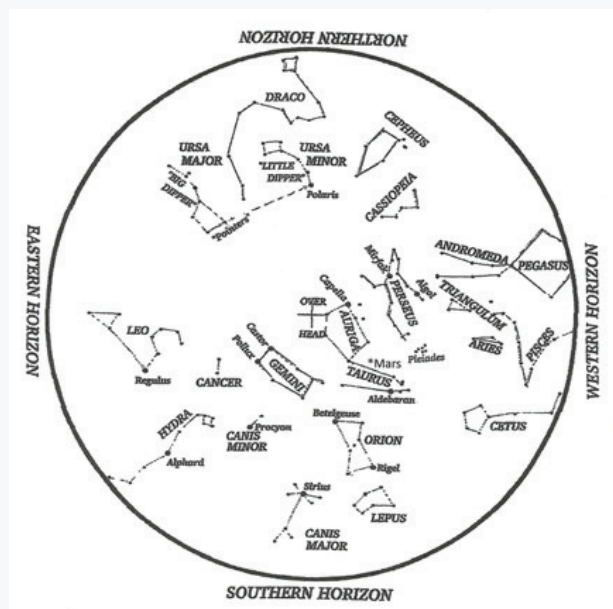 NORTHERN HORIZON
DRACO
CEPHEUS
URSA
MAJOR
URSA
MINOR
"LITTLE
DIPPER"
"BIG
DIPPER"
Polaris
CASSIOPEIA
"Pointers"
EASTERN HORIZON
WESTERN HORIZON
ANDROMEDA
PEGASUS
Mirfak
Algol
PERSEUS
TRIANGULUM
Capella
OVER
HEAD
AURIGA
LEO
Castor
Pollux
GEMINI
*Mars
Pleiades
ARIES
PISCES
Regulus
CANCER
TAURUS
Aldebaran
HYDRA
CANIS
MINOR
Procyon
Betelgeuse
ORION
CETUS
Alphard
Rigel
Sirius
LEPUS
CANIS
MAJOR
SOUTHERN HORIZON